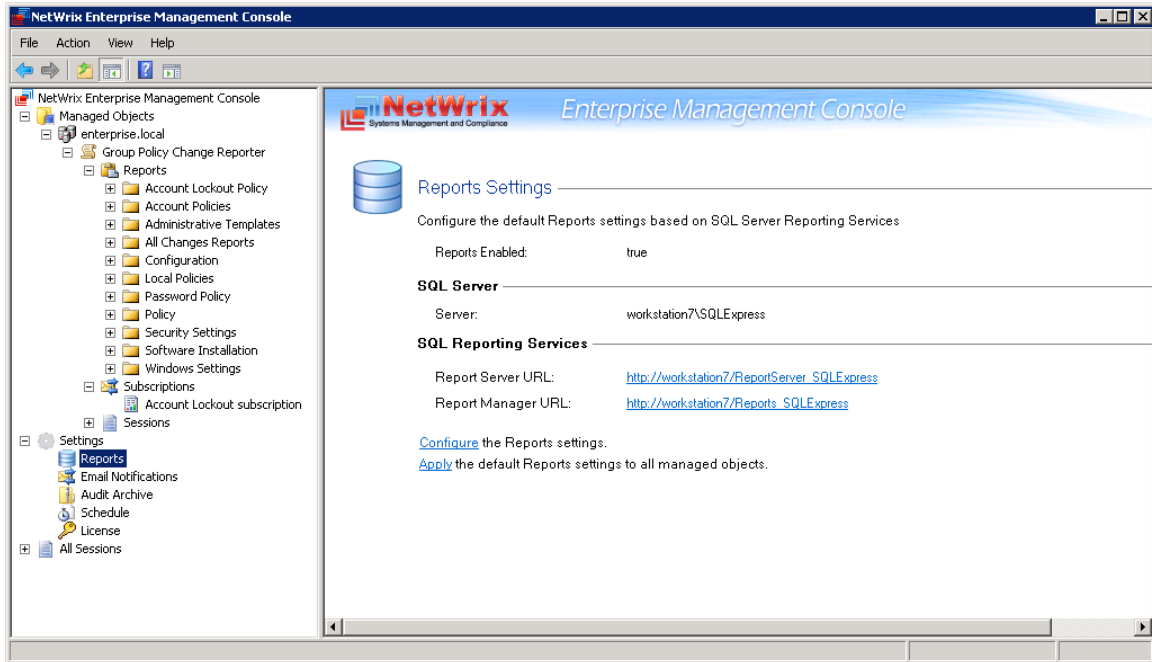 NetWrix Enterprise Management Console
File Action View Help
NetWrix Enterprise Management Console
Managed Objects
enterprise.local
Group Policy Change Reporter
Reports
Account Lockout Policy
Account Policies
Administrative Templates
All Changes Reports
Configuration
Local Policies
Password Policy
Policy
Security Settings
Software Installation
Windows Settings
Subscriptions
Account Lockout subscription
Sessions
Settings
Reports
Email Notifications
Audit Archive
Schedule
License
All Sessions
NetWrix Enterprise Management Console
Systems Management and Compliance
Reports Settings
Configure the default Reports settings based on SQL Server Reporting Services
Reports Enabled: true
SQL Server
Server: workstation7\SQLExpress
SQL Reporting Services
Report Server URL: http://workstation7/ReportServer_SQLExpress
Report Manager URL: http://workstation7/Reports_SQLExpress
Configure the Reports settings.
Apply the default Reports settings to all managed objects.